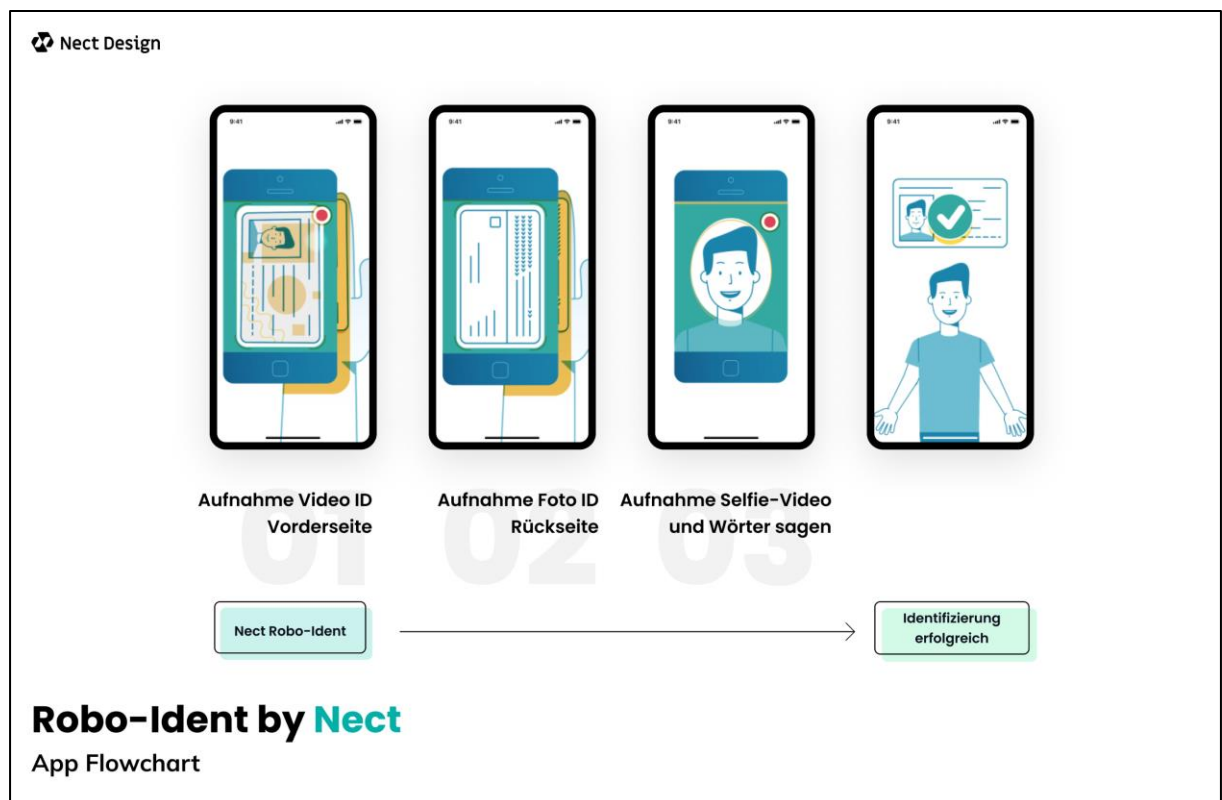 Nect Design
9:41
9:41
9:41
9:41
Aufnahme Video ID
Vorderseite
01
Aufnahme Foto ID
Rückseite
02
Aufnahme Selfie-Video
und Wörter sagen
03
Nect Robo-Ident
Identifizierung
erfolgreich
Robo-Ident by Nect
App Flowchart